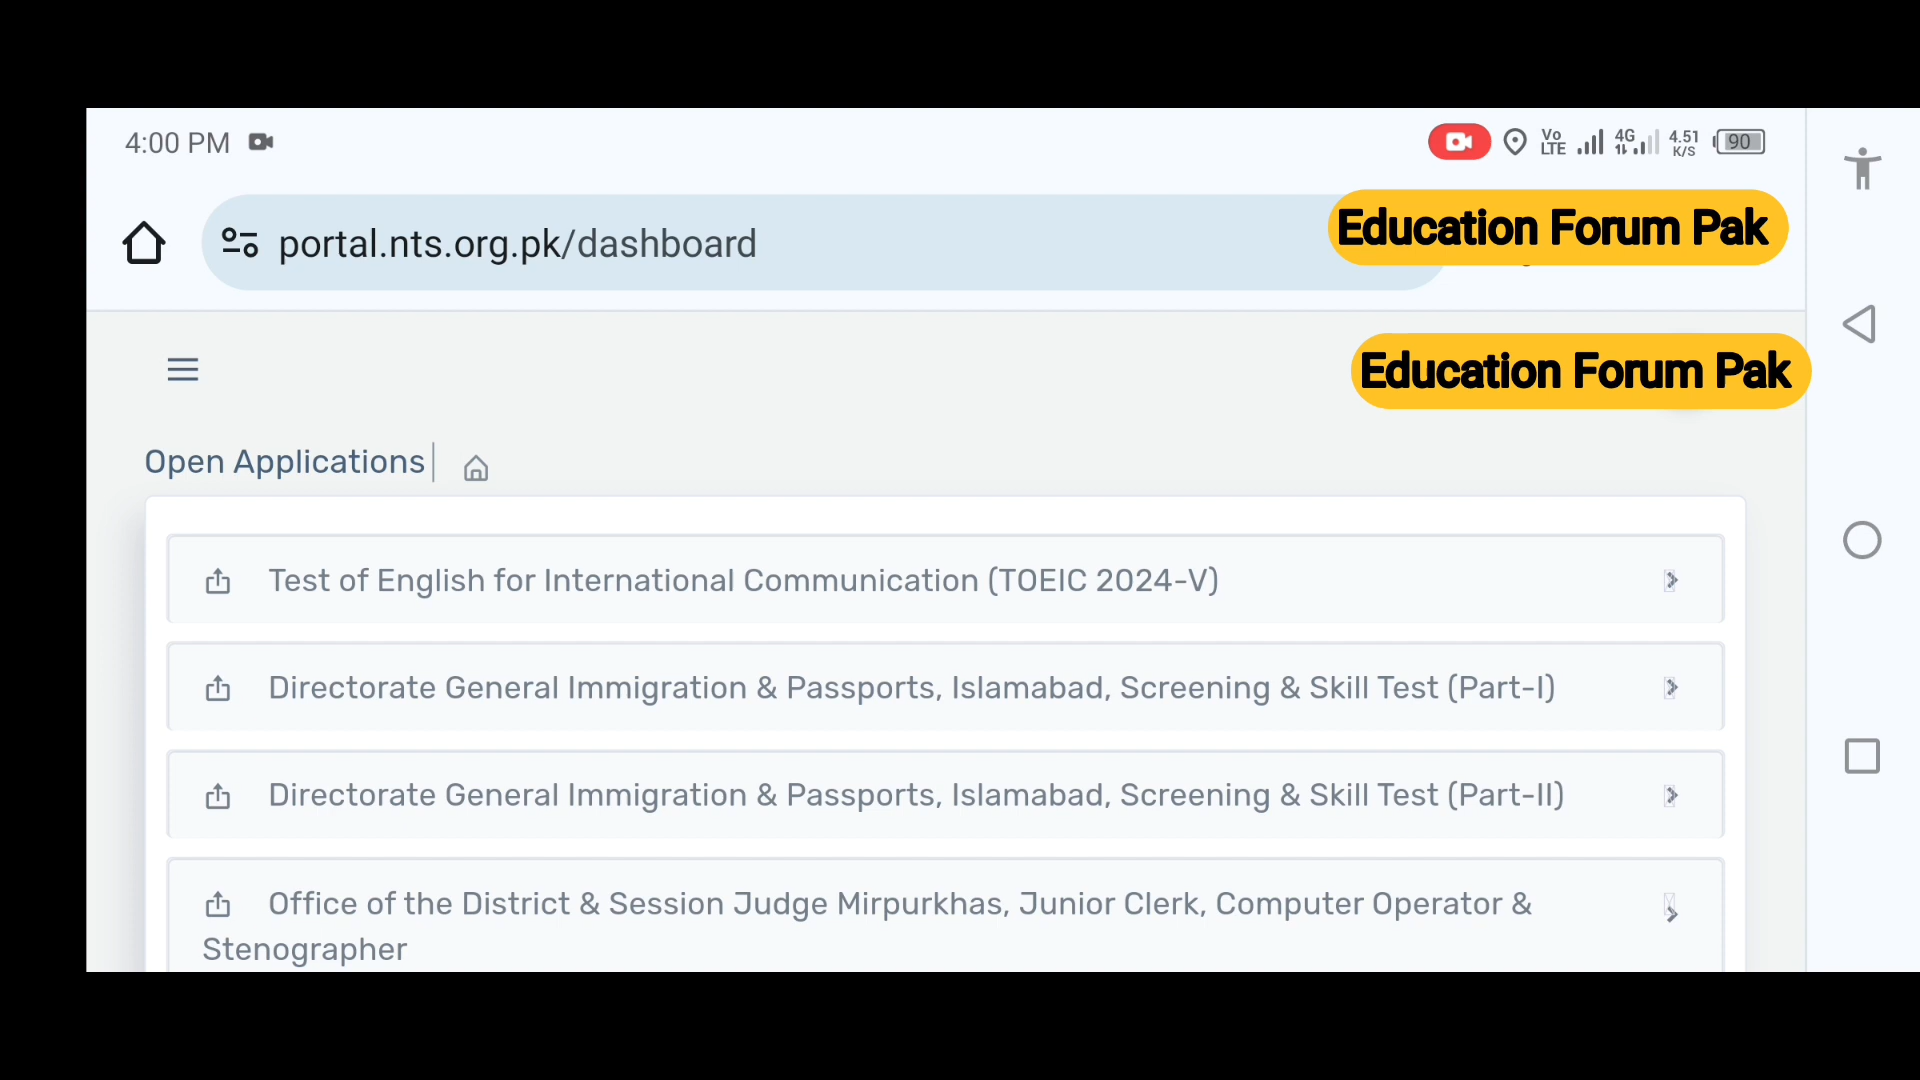 4:00 PM
Vo LTE 4G 4.51 K/S 90
portal.nts.org.pk/dashboard
Education Forum Pak
Education Forum Pak
Open Applications
Test of English for International Communication (TOEIC 2024-V)
Directorate General Immigration & Passports, Islamabad, Screening & Skill Test (Part-I)
Directorate General Immigration & Passports, Islamabad, Screening & Skill Test (Part-II)
Office of the District & Session Judge Mirpurkhas, Junior Clerk, Computer Operator &
Stenographer